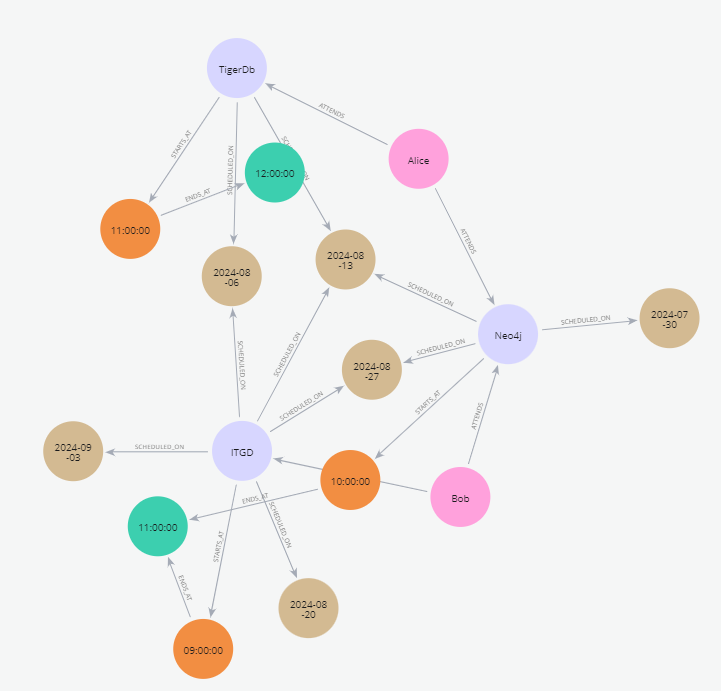 TigerDb
ATTENDS
Alice
STARTS_AT
SCHEDULED_ON
12:00:00
ENDS_AT
11:00:00
ATTENDS
2024-08
-13
2024-08
-06
SCHEDULED_ON
2024-07
-30
SCHEDULED_ON
Neo4j
SCHEDULED_ON
SCHEDULED_ON
SCHEDULED_ON
2024-08
-27
STARTS_AT
SCHEDULED_ON
ATTENDS
2024-09
-03
SCHEDULED_ON
ITGD
10:00:00
Bob
ENDS_AT
11:00:00
SCHEDULED_ON
STARTS_AT
ENDS_AT
2024-08
-20
09:00:00